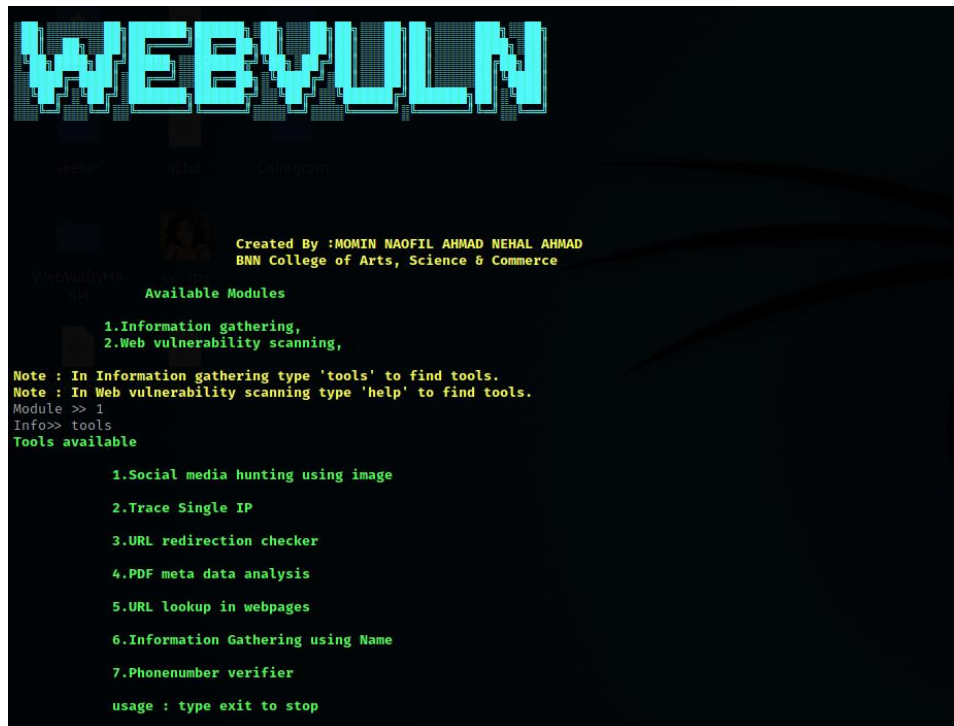 WEBVULN
seeker ip.txt Osintgram
Created By :MOMIN NAOFIL AHMAD NEHAL AHMAD
BNN College of Arts, Science & Commerce
Available Modules
1.Information gathering,
2.Web vulnerability scanning,
Note : In Information gathering type 'tools' to find tools.
Note : In Web vulnerability scanning type 'help' to find tools.
Module >> 1
Info>> tools
Tools available
1.Social media hunting using image
2.Trace Single IP
3.URL redirection checker
4.PDF meta data analysis
5.URL lookup in webpages
6.Information Gathering using Name
7.Phonenumber verifier
usage : type exit to stop